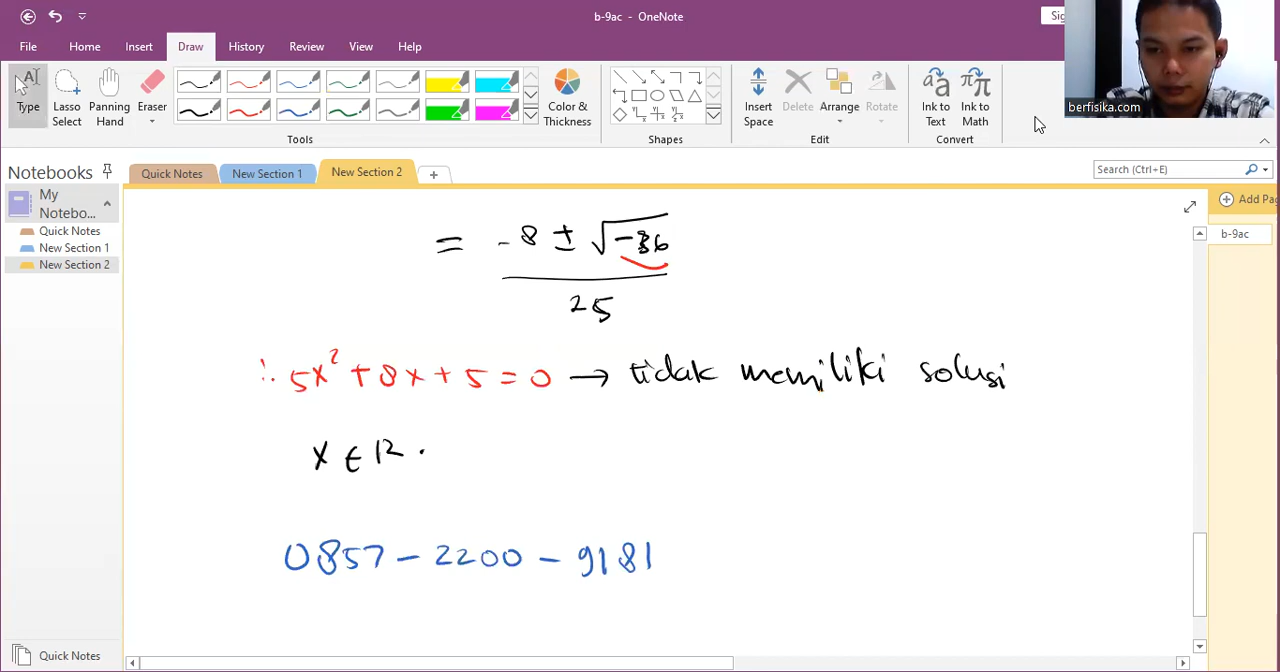 b-9ac - OneNote
File Home Insert Draw History Review View Help
Type
Lasso Select
Panning Hand
Eraser
Color & Thickness
Insert Space
Delete
Arrange
Rotate
Ink to Text
Ink to Math
berfisika.com
Tools Shapes Edit Convert
Notebooks
Quick Notes New Section 1 New Section 2
Search (Ctrl+E)
My Notebo...
Quick Notes
New Section 1
New Section 2
Add Pag
b-9ac
= -8 ± √-36
25
∴ 5x² + 8x + 5 = 0 → tidak memiliki solusi
x ∈ R .
0857 - 2200 - 9181
Quick Notes